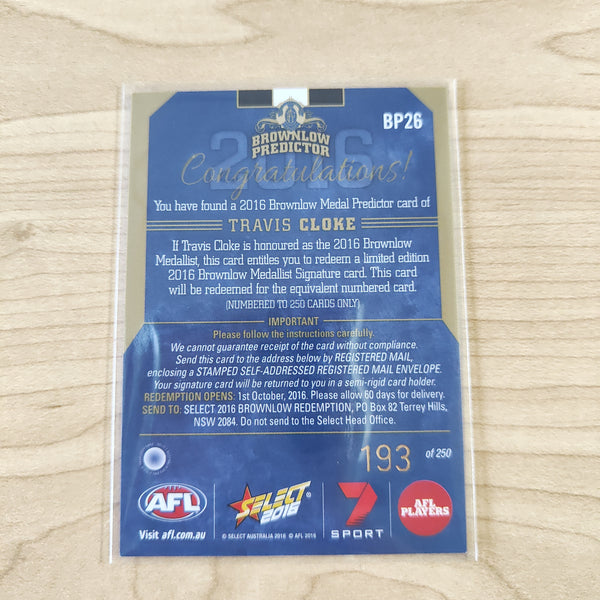 BP26
2016
BROWNLOW
PREDICTOR
Congratulations!
You have found a 2016 Brownlow Medal Predictor card of
TRAVIS CLOKE
If Travis Cloke is honoured as the 2016 Brownlow
Medallist, this card entitles you to redeem a limited edition
2016 Brownlow Medallist Signature card. This card
will be redeemed for the equivalent numbered card.
(NUMBERED TO 250 CARDS ONLY)
IMPORTANT
Please follow the instructions carefully.
We cannot guarantee receipt of the card without compliance.
Send this card to the address below by REGISTERED MAIL,
enclosing a STAMPED SELF-ADDRESSED REGISTERED MAIL ENVELOPE.
Your signature card will be returned to you in a semi-rigid card holder.
REDEMPTION OPENS: 1st October, 2016. Please allow 60 days for delivery.
SEND TO: SELECT 2016 BROWNLOW REDEMPTION, PO Box 82 Terrey Hills,
NSW 2084. Do not send to the Select Head Office.
193 of 250
AFL
Visit afl.com.au
SELECT ®
2016
© SELECT AUSTRALIA 2016 © AFL 2016
7
SPORT
AFL
PLAYERS